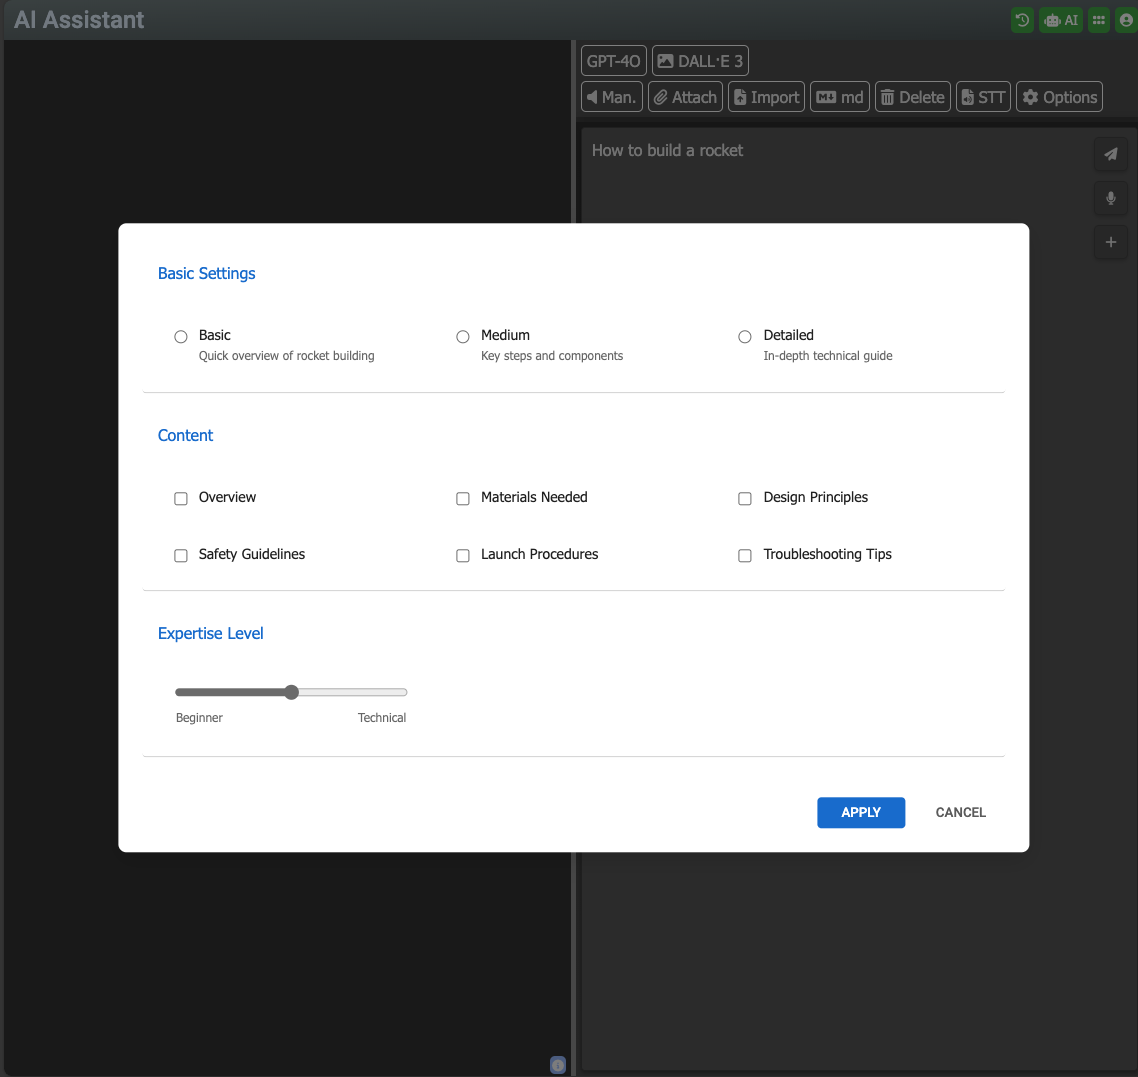 AI Assistant
AI
GPT-4O
DALL·E 3
Man.
Attach
Import
md
Delete
STT
Options
How to build a rocket
Basic Settings
Basic
Quick overview of rocket building
Medium
Key steps and components
Detailed
In-depth technical guide
Content
Overview
Materials Needed
Design Principles
Safety Guidelines
Launch Procedures
Troubleshooting Tips
Expertise Level
Beginner
Technical
APPLY
CANCEL